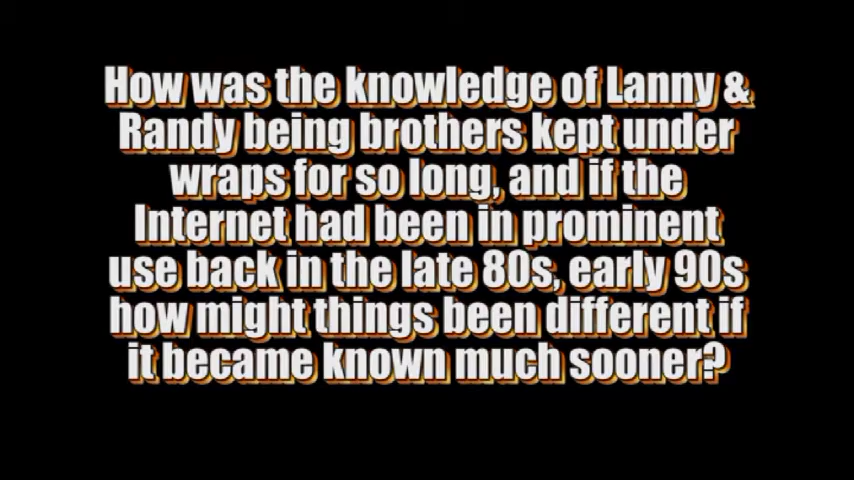 How was the knowledge of Lanny &
Randy being brothers kept under
wraps for so long, and if the
Internet had been in prominent
use back in the late 80s, early 90s
how might things been different if
it became known much sooner?